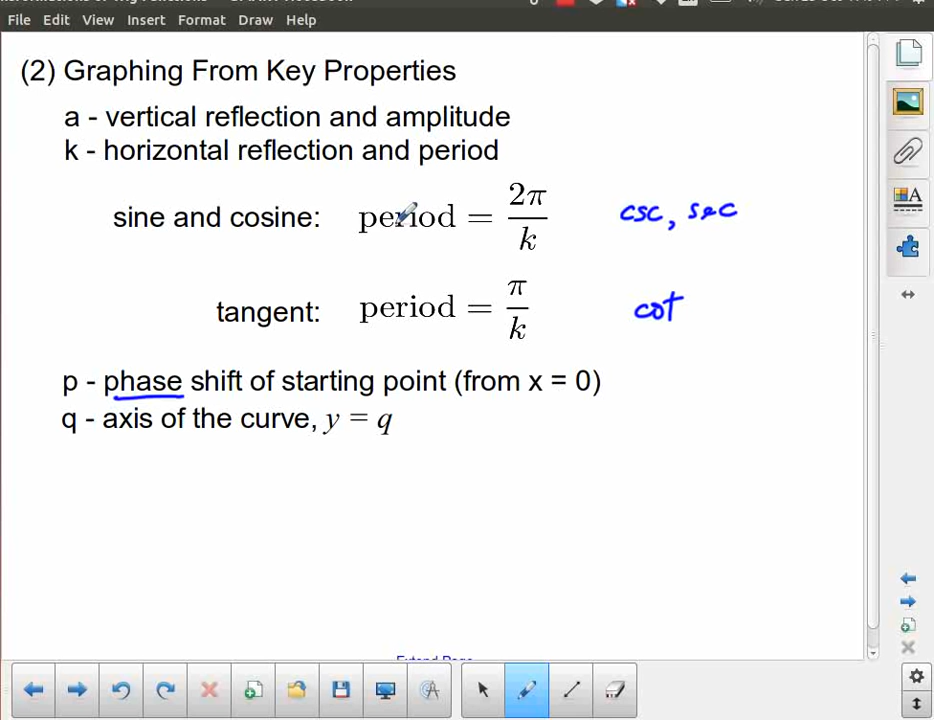 File Edit View Insert Format Draw Help
(2) Graphing From Key Properties
a - vertical reflection and amplitude
k - horizontal reflection and period
sine and cosine: period = 2π/k csc, sec
tangent: period = π/k cot
p - phase shift of starting point (from x = 0)
q - axis of the curve, y = q
Extend Page